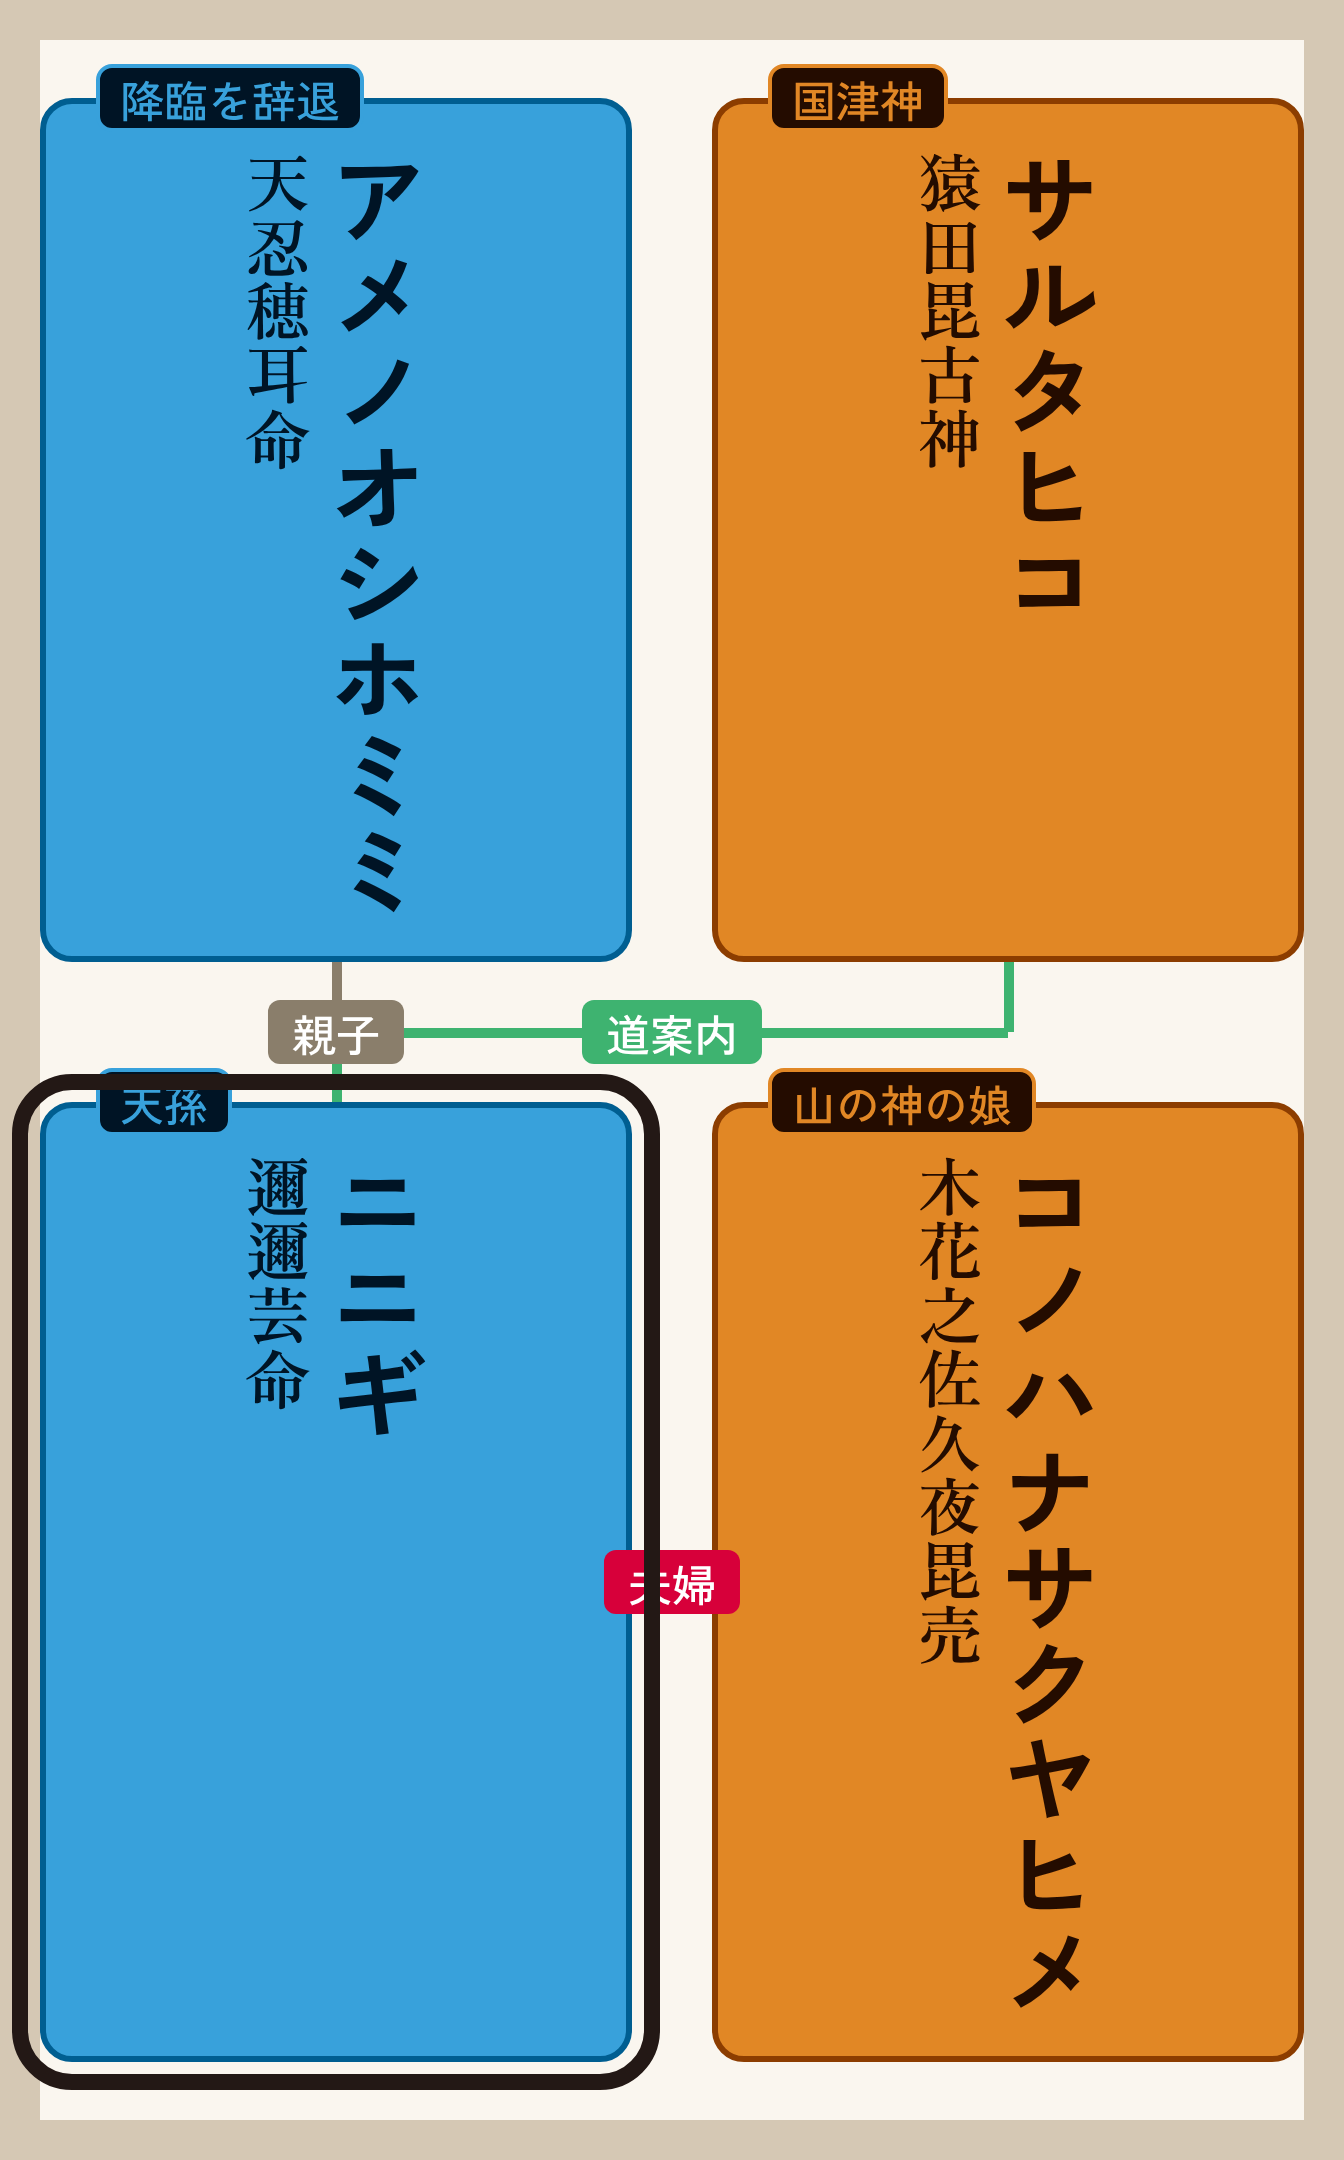 降臨を辞退
アメノオシホミミ
天忍穂耳命
国津神
サルタヒコ
猿田毘古神
親子
道案内
天孫
ニニギ
邇邇芸命
夫婦
山の神の娘
コノハナサクヤヒメ
木花之佐久夜毘売